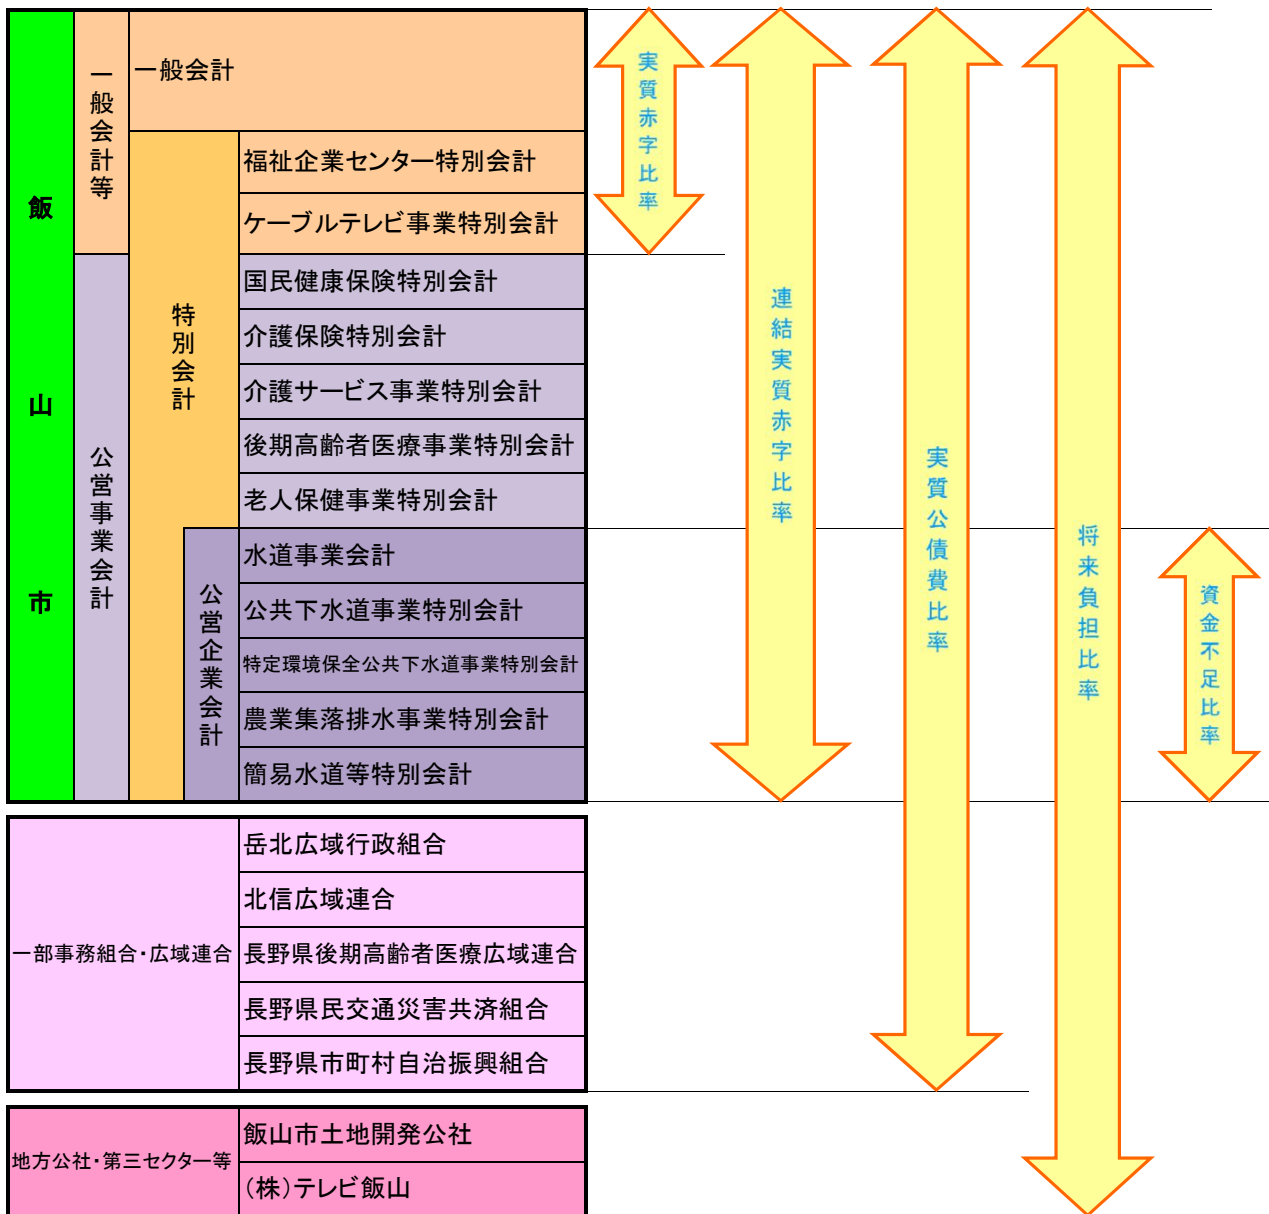 飯山市
一般会計等
一般会計
特別会計
福祉企業センター特別会計
ケーブルテレビ事業特別会計
公営事業会計
国民健康保険特別会計
介護保険特別会計
介護サービス事業特別会計
後期高齢者医療事業特別会計
老人保健事業特別会計
公営企業会計
水道事業会計
公共下水道事業特別会計
特定環境保全公共下水道事業特別会計
農業集落排水事業特別会計
簡易水道等特別会計
一部事務組合・広域連合
岳北広域行政組合
北信広域連合
長野県後期高齢者医療広域連合
長野県民交通災害共済組合
長野県市町村自治振興組合
地方公社・第三セクター等
飯山市土地開発公社
（株）テレビ飯山
実質赤字比率
連結実質赤字比率
実質公債費比率
将来負担比率
資金不足比率